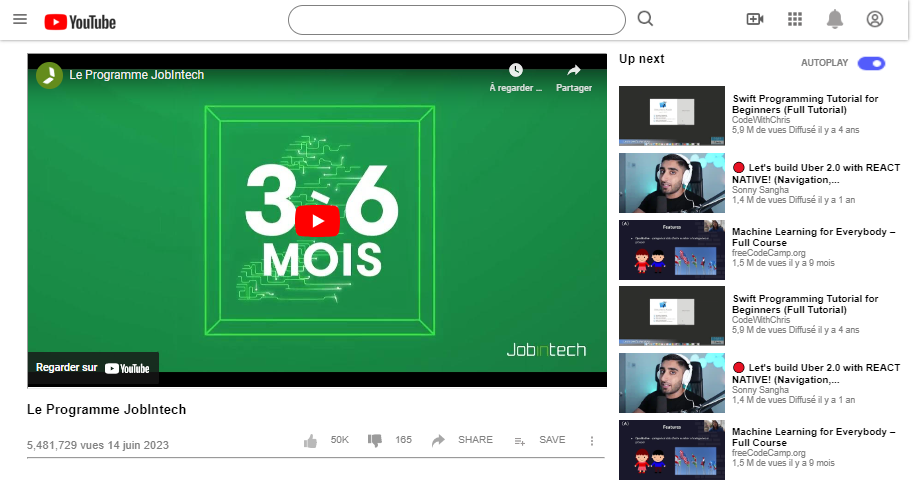 YouTube
Le Programme JobIntech
À regarder ...
Partager
3-6
MOIS
Jobintech
Regarder sur YouTube
Le Programme JobIntech
5,481,729 vues 14 juin 2023
50K
165
SHARE
SAVE
Up next
AUTOPLAY
Swift Programming Tutorial for
Beginners (Full Tutorial)
CodeWithChris
5,9 M de vues Diffusé il y a 4 ans
Let's build Uber 2.0 with REACT
NATIVE! (Navigation,...
Sonny Sangha
1,4 M de vues Diffusé il y a 1 an
Features
Machine Learning for Everybody –
Full Course
freeCodeCamp.org
1,5 M de vues il y a 9 mois
Swift Programming Tutorial for
Beginners (Full Tutorial)
CodeWithChris
5,9 M de vues Diffusé il y a 4 ans
Let's build Uber 2.0 with REACT
NATIVE! (Navigation,...
Sonny Sangha
1,4 M de vues Diffusé il y a 1 an
Features
Machine Learning for Everybody –
Full Course
freeCodeCamp.org
1,5 M de vues il y a 9 mois